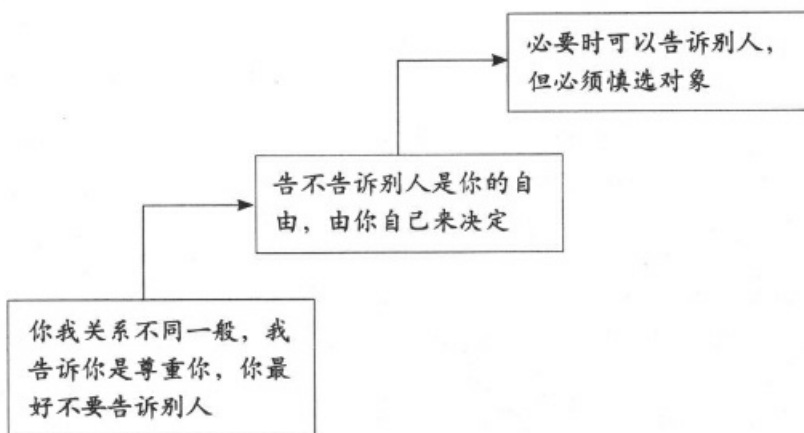 必要时可以告诉别人，
但必须慎选对象
告不告诉别人是你的自
由，由你自己来决定
你我关系不同一般，我
告诉你是尊重你，你最
好不要告诉别人